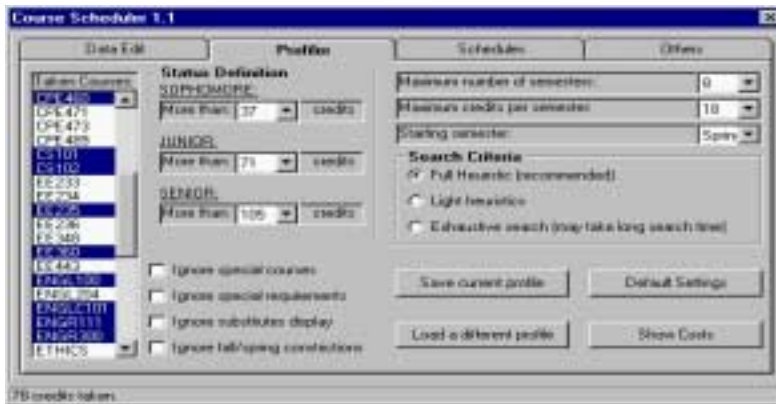 Course Scheduler 1.1
Data Edit
Profiles
Schedules
Others
Taken Courses
CPE460
CPE471
CPE473
CPE489
CS101
CS102
EE233
EE234
EE235
EE236
EE348
EE360
EE443
ENGL100
ENGL204
ENGLC101
ENGR111
ENGR300
ETHICS
Status Definition
SOPHOMORE:
More than: 37 credits
JUNIOR:
More than: 71 credits
SENIOR:
More than: 105 credits
Ignore special courses
Ignore special requirements
Ignore substitutes display
Ignore fall/spring constrictions
Maximum number of semesters: 8
Maximum credits per semester: 18
Starting semester: Spring
Search Criteria
Full Heuristic (recommended)
Light heuristics
Exhaustive search (may take long search time)
Save current profile
Default Settings
Load a different profile
Show Costs
78 credits taken